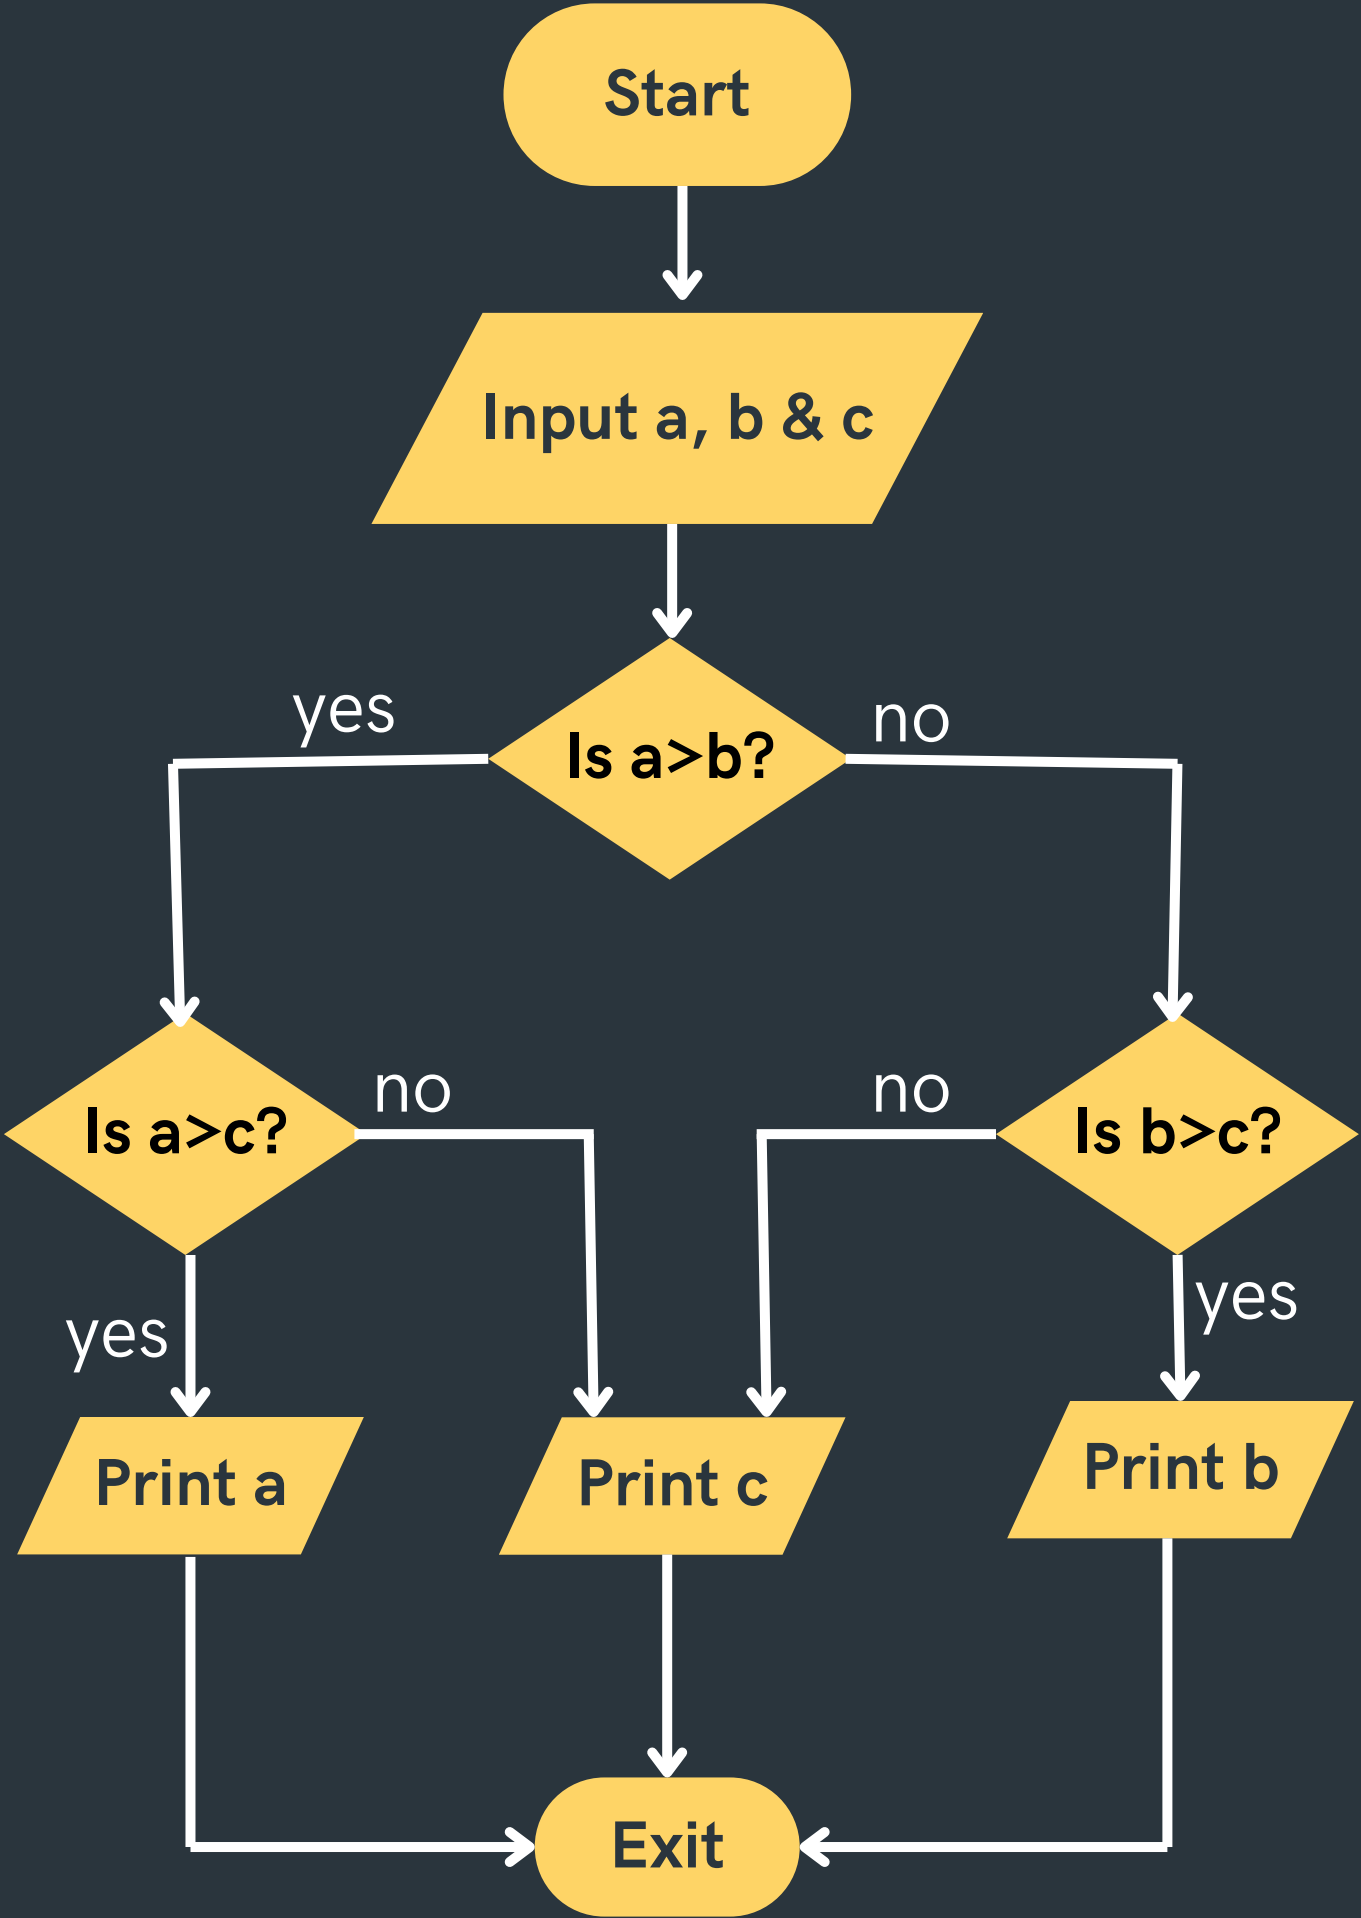 Start
Input a, b & c
yes
no
Is a>b?
no
no
Is a>c?
Is b>c?
yes
yes
Print a
Print c
Print b
Exit